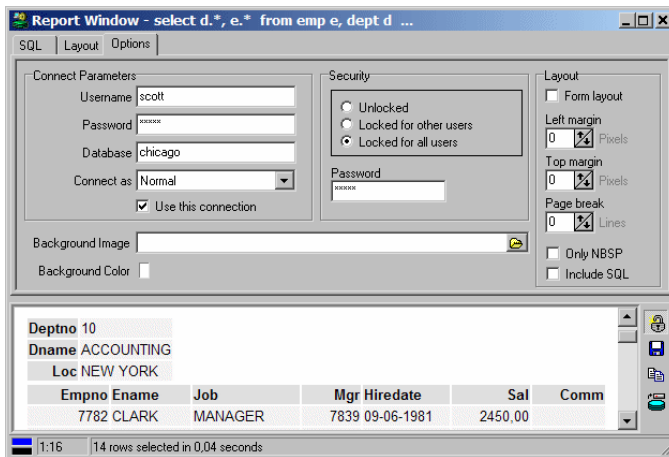 Report Window - select d.*, e.* from emp e, dept d ...
SQL Layout Options
Connect Parameters
Username scott
Password xxxxx
Database chicago
Connect as Normal
Use this connection
Security
Unlocked
Locked for other users
Locked for all users
Password
xxxxx
Layout
Form layout
Left margin
0 Pixels
Top margin
0 Pixels
Page break
0 Lines
Only NBSP
Include SQL
Background Image
Background Color
Deptno 10
Dname ACCOUNTING
Loc NEW YORK
Empno Ename Job Mgr Hiredate Sal Comm
7782 CLARK MANAGER 7839 09-06-1981 2450,00
1:16 14 rows selected in 0,04 seconds